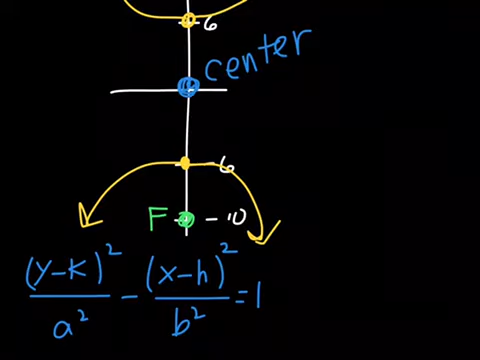 6
center
-6
F -10
(y-k)² / a² - (x-h)² / b² = 1